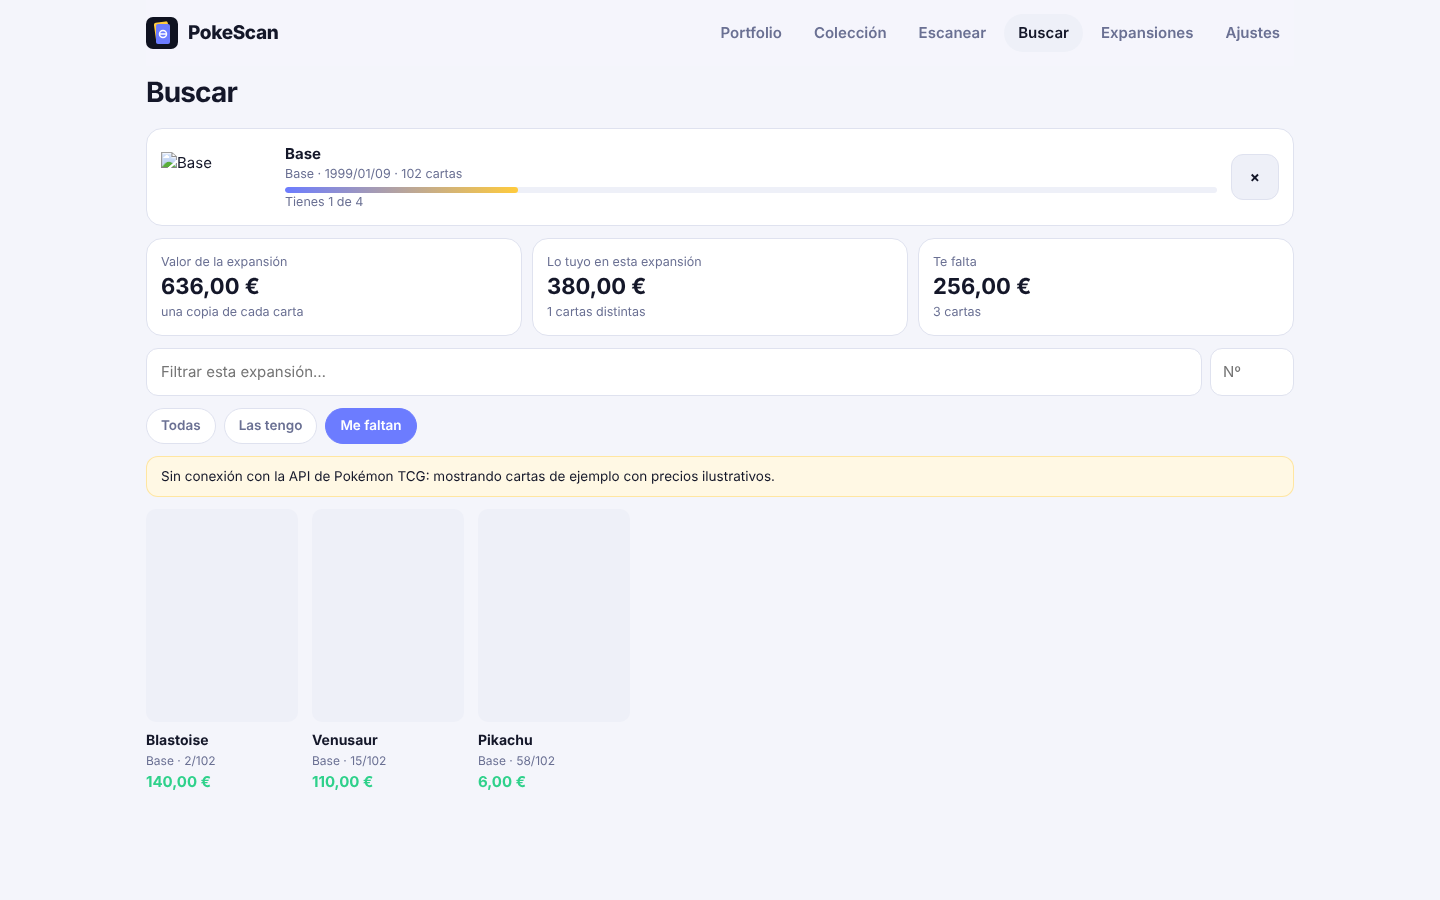 PokeScan
Portfolio Colección Escanear Buscar Expansiones Ajustes
Buscar
Base
Base
Base · 1999/01/09 · 102 cartas
Tienes 1 de 4
×
Valor de la expansión
636,00 €
una copia de cada carta
Lo tuyo en esta expansión
380,00 €
1 cartas distintas
Te falta
256,00 €
3 cartas
Filtrar esta expansión...
Nº
Todas Las tengo Me faltan
Sin conexión con la API de Pokémon TCG: mostrando cartas de ejemplo con precios ilustrativos.
Blastoise
Base · 2/102
140,00 €
Venusaur
Base · 15/102
110,00 €
Pikachu
Base · 58/102
6,00 €